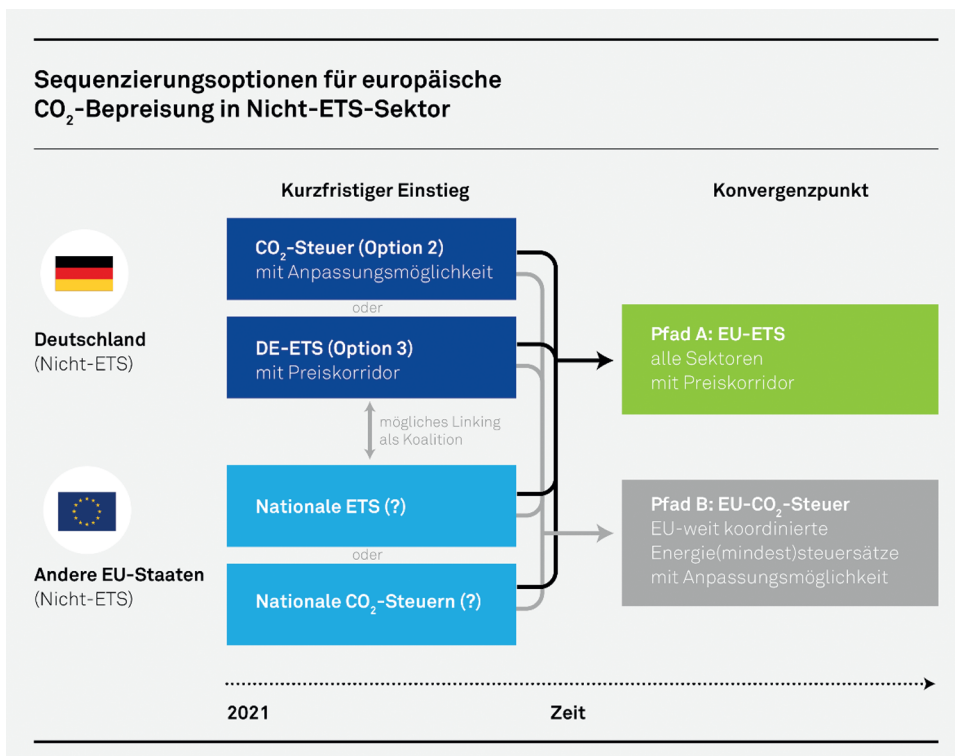 Sequenzierungsoptionen für europäische
CO₂-Bepreisung in Nicht-ETS-Sektor
Kurzfristiger Einstieg
Konvergenzpunkt
Deutschland
(Nicht-ETS)
CO₂-Steuer (Option 2)
mit Anpassungsmöglichkeit
oder
DE-ETS (Option 3)
mit Preiskorridor
mögliches Linking
als Koalition
Andere EU-Staaten
(Nicht-ETS)
Nationale ETS (?)
oder
Nationale CO₂-Steuern (?)
Pfad A: EU-ETS
alle Sektoren
mit Preiskorridor
Pfad B: EU-CO₂-Steuer
EU-weit koordinierte
Energie(mindest)steuersätze
mit Anpassungsmöglichkeit
2021
Zeit